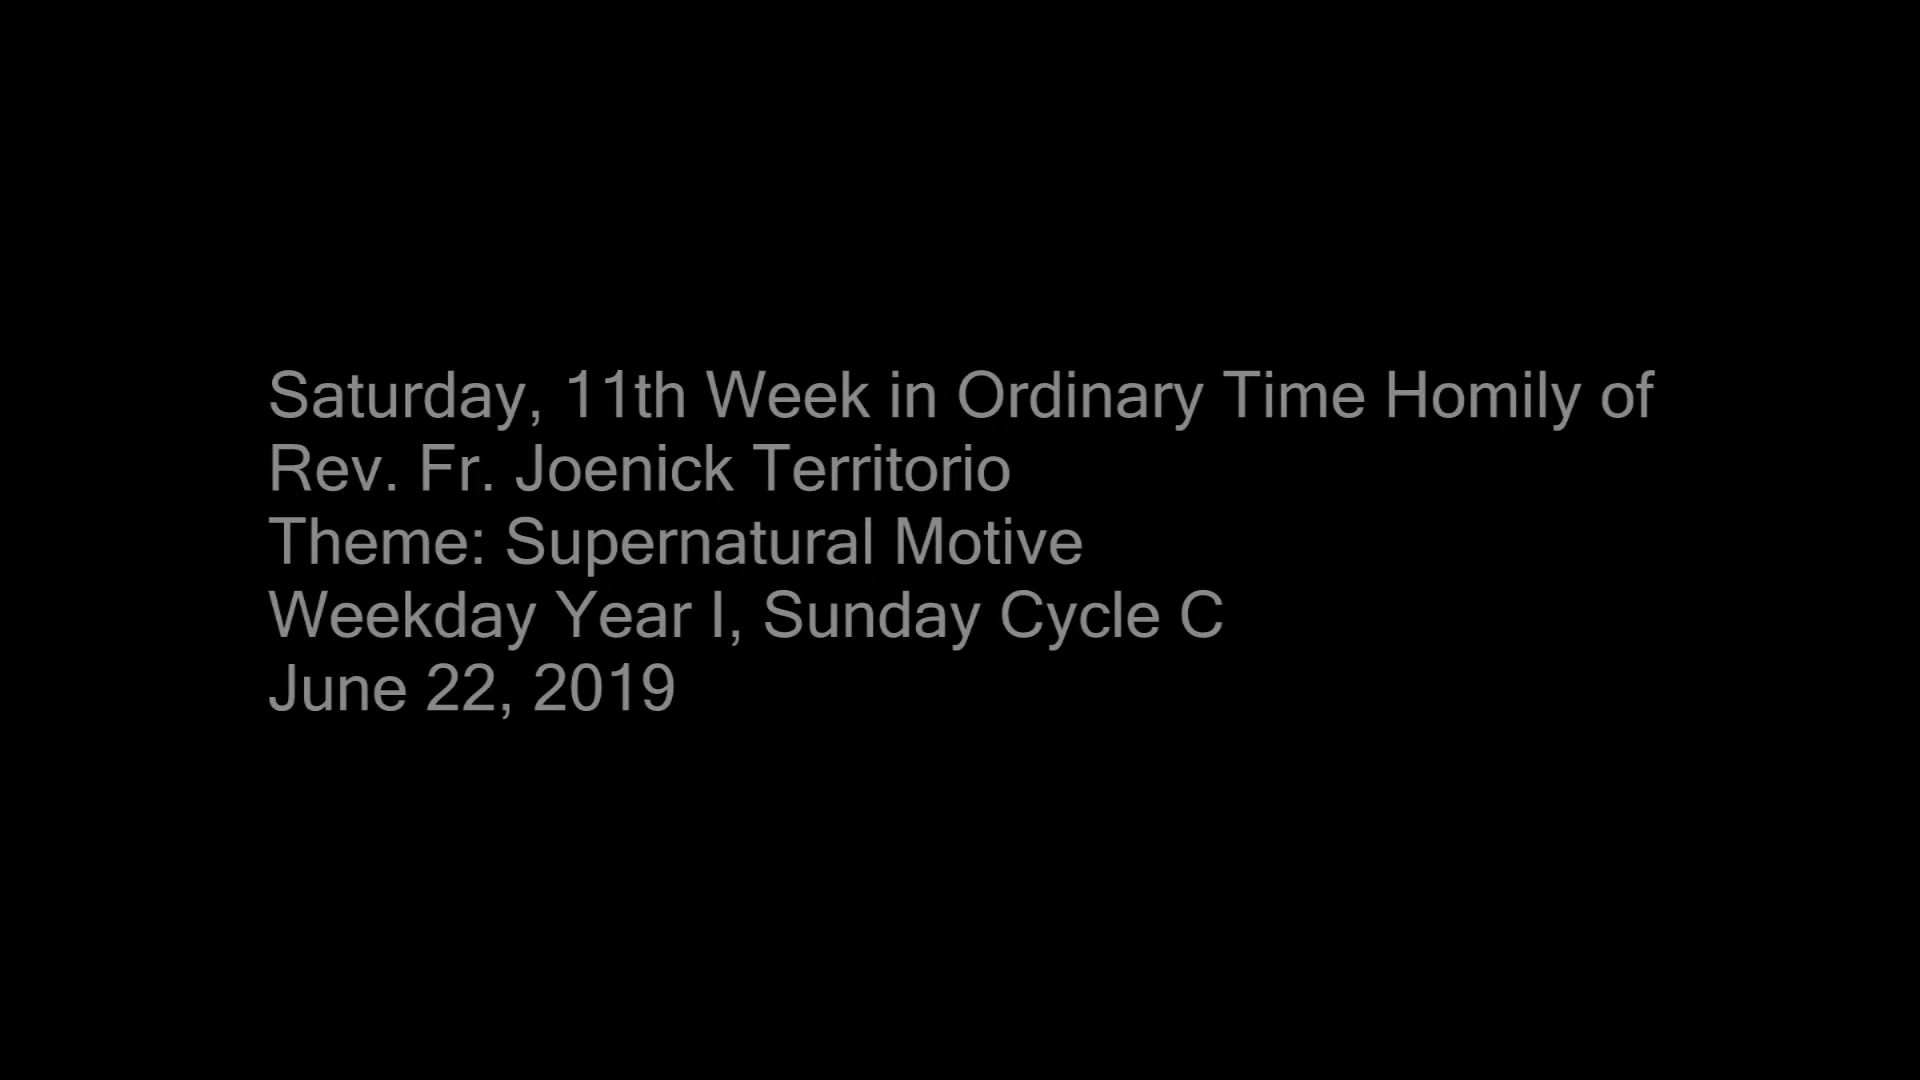 Saturday, 11th Week in Ordinary Time Homily of
Rev. Fr. Joenick Territorio
Theme: Supernatural Motive
Weekday Year I, Sunday Cycle C
June 22, 2019